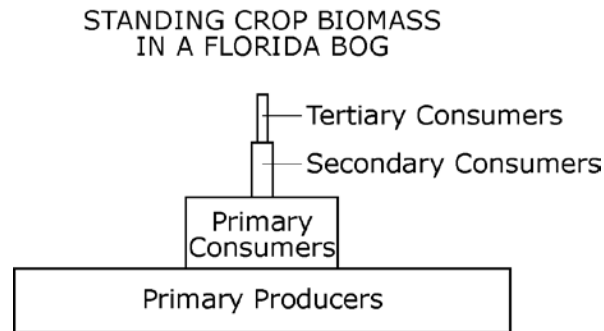 STANDING CROP BIOMASS
IN A FLORIDA BOG
Tertiary Consumers
Secondary Consumers
Primary
Consumers
Primary Producers